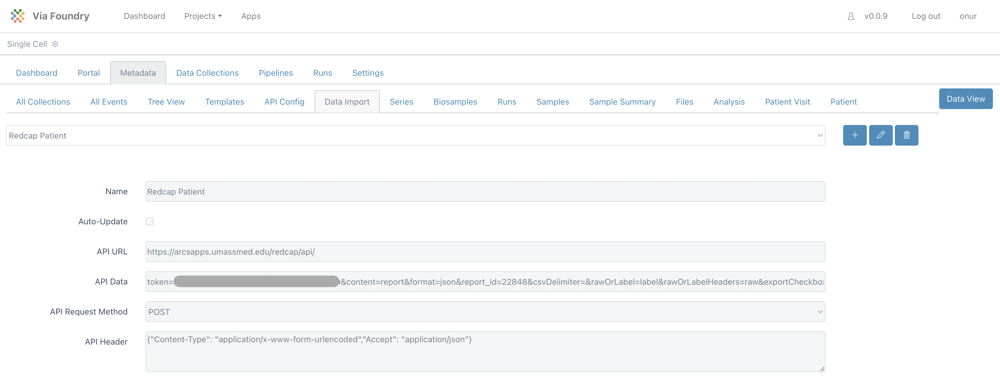 Via Foundry Dashboard Projects Apps v0.0.9 Log out onur
Single Cell
Dashboard Portal Metadata Data Collections Pipelines Runs Settings
All Collections All Events Tree View Templates API Config Data Import Series Biosamples Runs Samples Sample Summary Files Analysis Patient Visit Patient Data View
Redcap Patient
Name Redcap Patient
Auto-Update
API URL https://arcsapps.umassmed.edu/redcap/api/
API Data token= &content=report&format=json&report_id=22848&csvDelimiter=&rawOrLabel=label&rawOrLabelHeaders=raw&exportCheckbo
API Request Method POST
API Header {"Content-Type": "application/x-www-form-urlencoded","Accept": "application/json"}